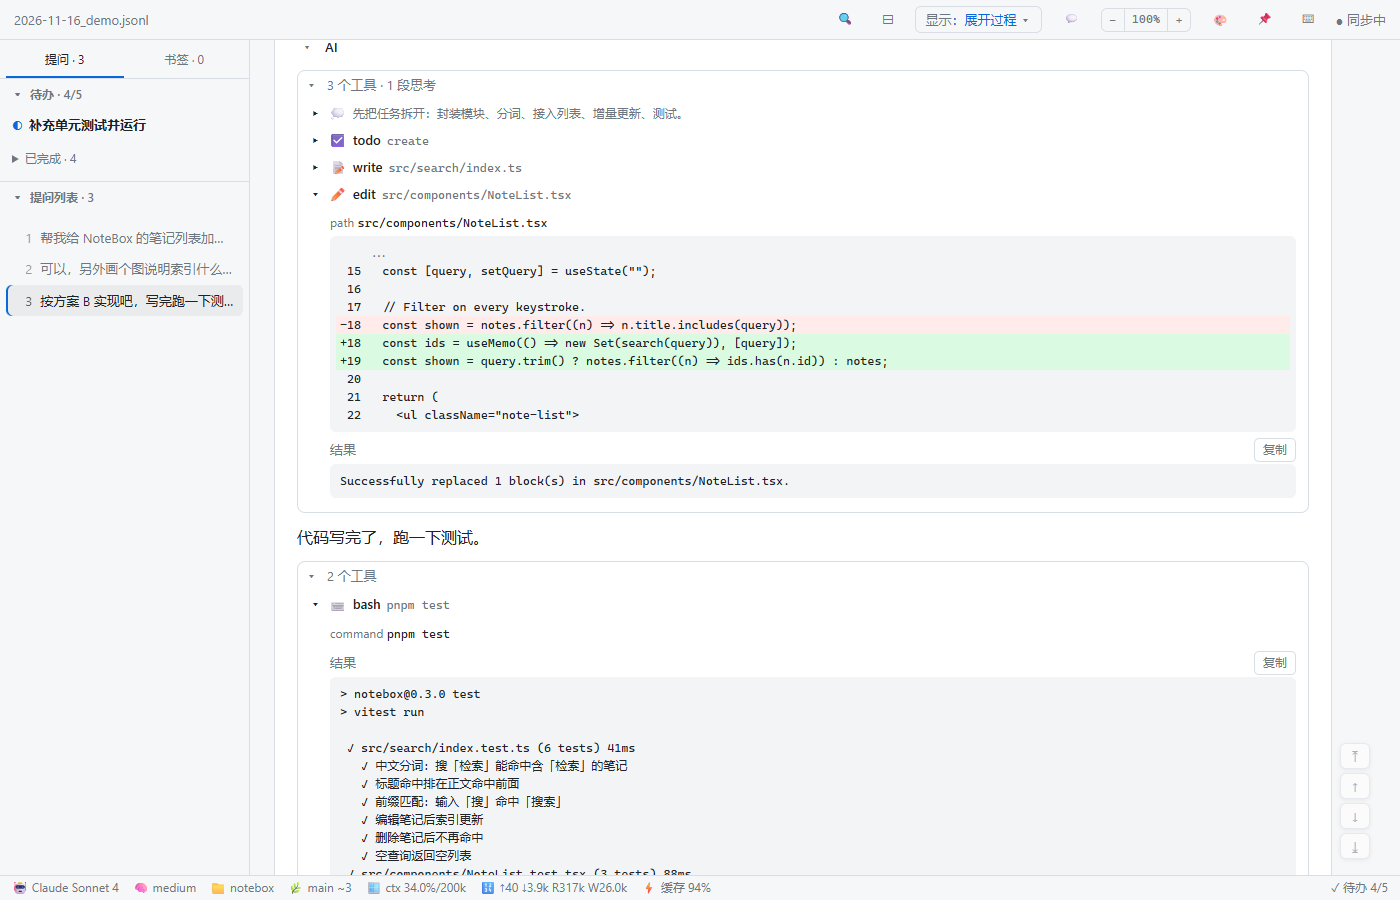 2026-11-16_demo.jsonl
显示：展开过程
− 100% +
● 同步中
提问 · 3 书签 · 0
待办 · 4/5
补充单元测试并运行
已完成 · 4
提问列表 · 3
1 帮我给 NoteBox 的笔记列表加...
2 可以，另外画个图说明索引什么...
3 按方案 B 实现吧，写完跑一下测...
AI
3 个工具 · 1 段思考
先把任务拆开：封装模块、分词、接入列表、增量更新、测试。
todo create
write src/search/index.ts
edit src/components/NoteList.tsx
path src/components/NoteList.tsx
...
15 const [query, setQuery] = useState("");
16
17 // Filter on every keystroke.
−18 const shown = notes.filter((n) => n.title.includes(query));
+18 const ids = useMemo(() => new Set(search(query)), [query]);
+19 const shown = query.trim() ? notes.filter((n) => ids.has(n.id)) : notes;
20
21 return (
22 <ul className="note-list">
结果 复制
Successfully replaced 1 block(s) in src/components/NoteList.tsx.
代码写完了，跑一下测试。
2 个工具
bash pnpm test
command pnpm test
结果 复制
> notebox@0.3.0 test
> vitest run
✓ src/search/index.test.ts (6 tests) 41ms
✓ 中文分词：搜「检索」能命中含「检索」的笔记
✓ 标题命中排在正文命中前面
✓ 前缀匹配：输入「搜」命中「搜索」
✓ 编辑笔记后索引更新
✓ 删除笔记后不再命中
✓ 空查询返回空列表
✓ src/components/NoteList.test.tsx (3 tests) 88ms
Claude Sonnet 4 medium notebox main ~3 ctx 34.0%/200k ↑40 ↓3.9k R317k W26.0k 缓存 94% ✓ 待办 4/5